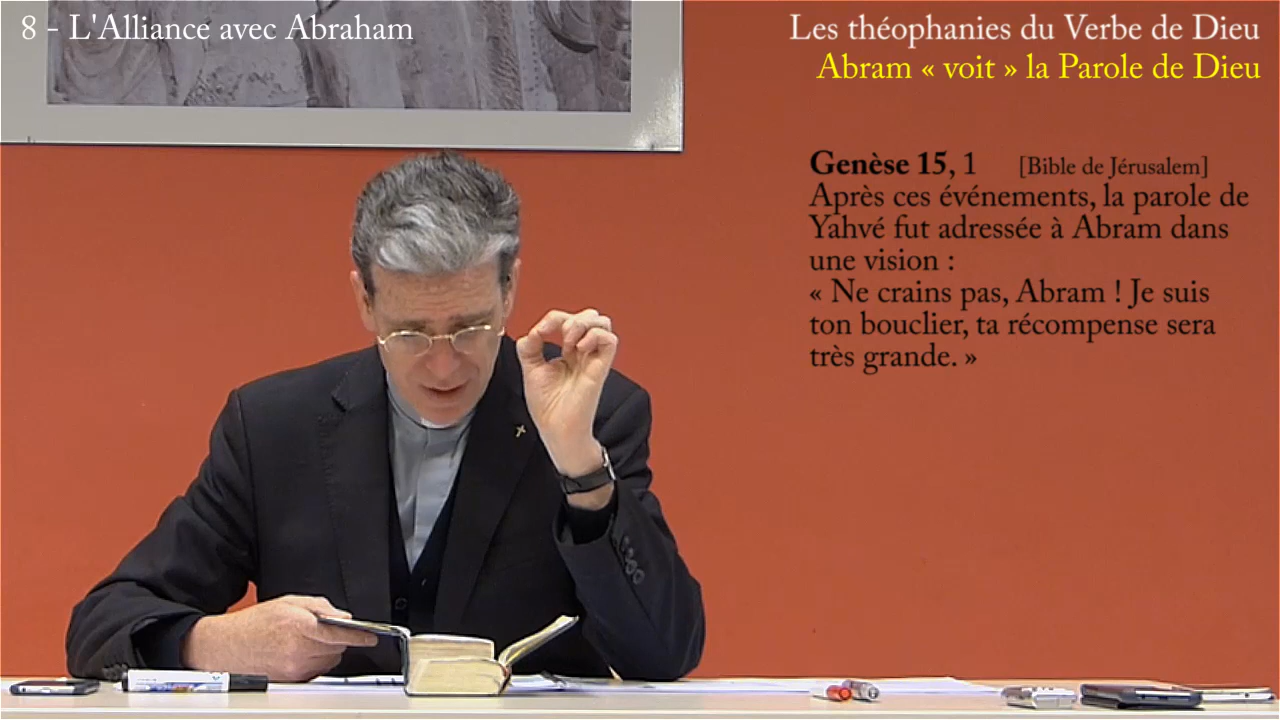 8 - L'Alliance avec Abraham
Les théophanies du Verbe de Dieu
Abram « voit » la Parole de Dieu
Genèse 15, 1 [Bible de Jérusalem]
Après ces événements, la parole de
Yahvé fut adressée à Abram dans
une vision :
« Ne crains pas, Abram ! Je suis
ton bouclier, ta récompense sera
très grande. »